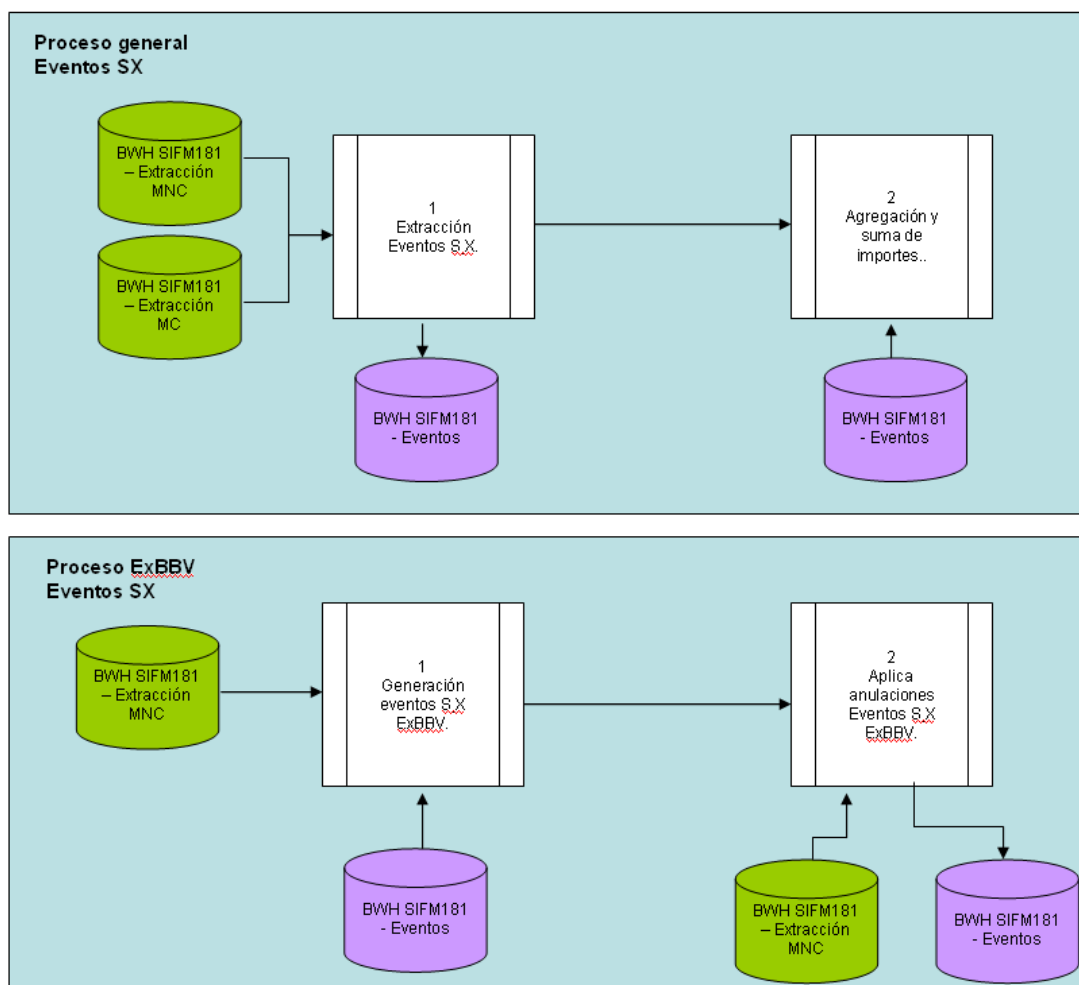 Proceso general
Eventos SX
BWH SIFM181
– Extracción
MNC
BWH SIFM181
– Extracción
MC
1
Extracción
Eventos S.X.
2
Agregación y
suma de
importes..
BWH SIFM181
- Eventos
BWH SIFM181
- Eventos
Proceso ExBBV
Eventos SX
BWH SIFM181
– Extracción
MNC
1
Generación
eventos S.X
ExBBV.
2
Aplica
anulaciones
Eventos S.X
ExBBV.
BWH SIFM181
- Eventos
BWH SIFM181
– Extracción
MNC
BWH SIFM181
- Eventos